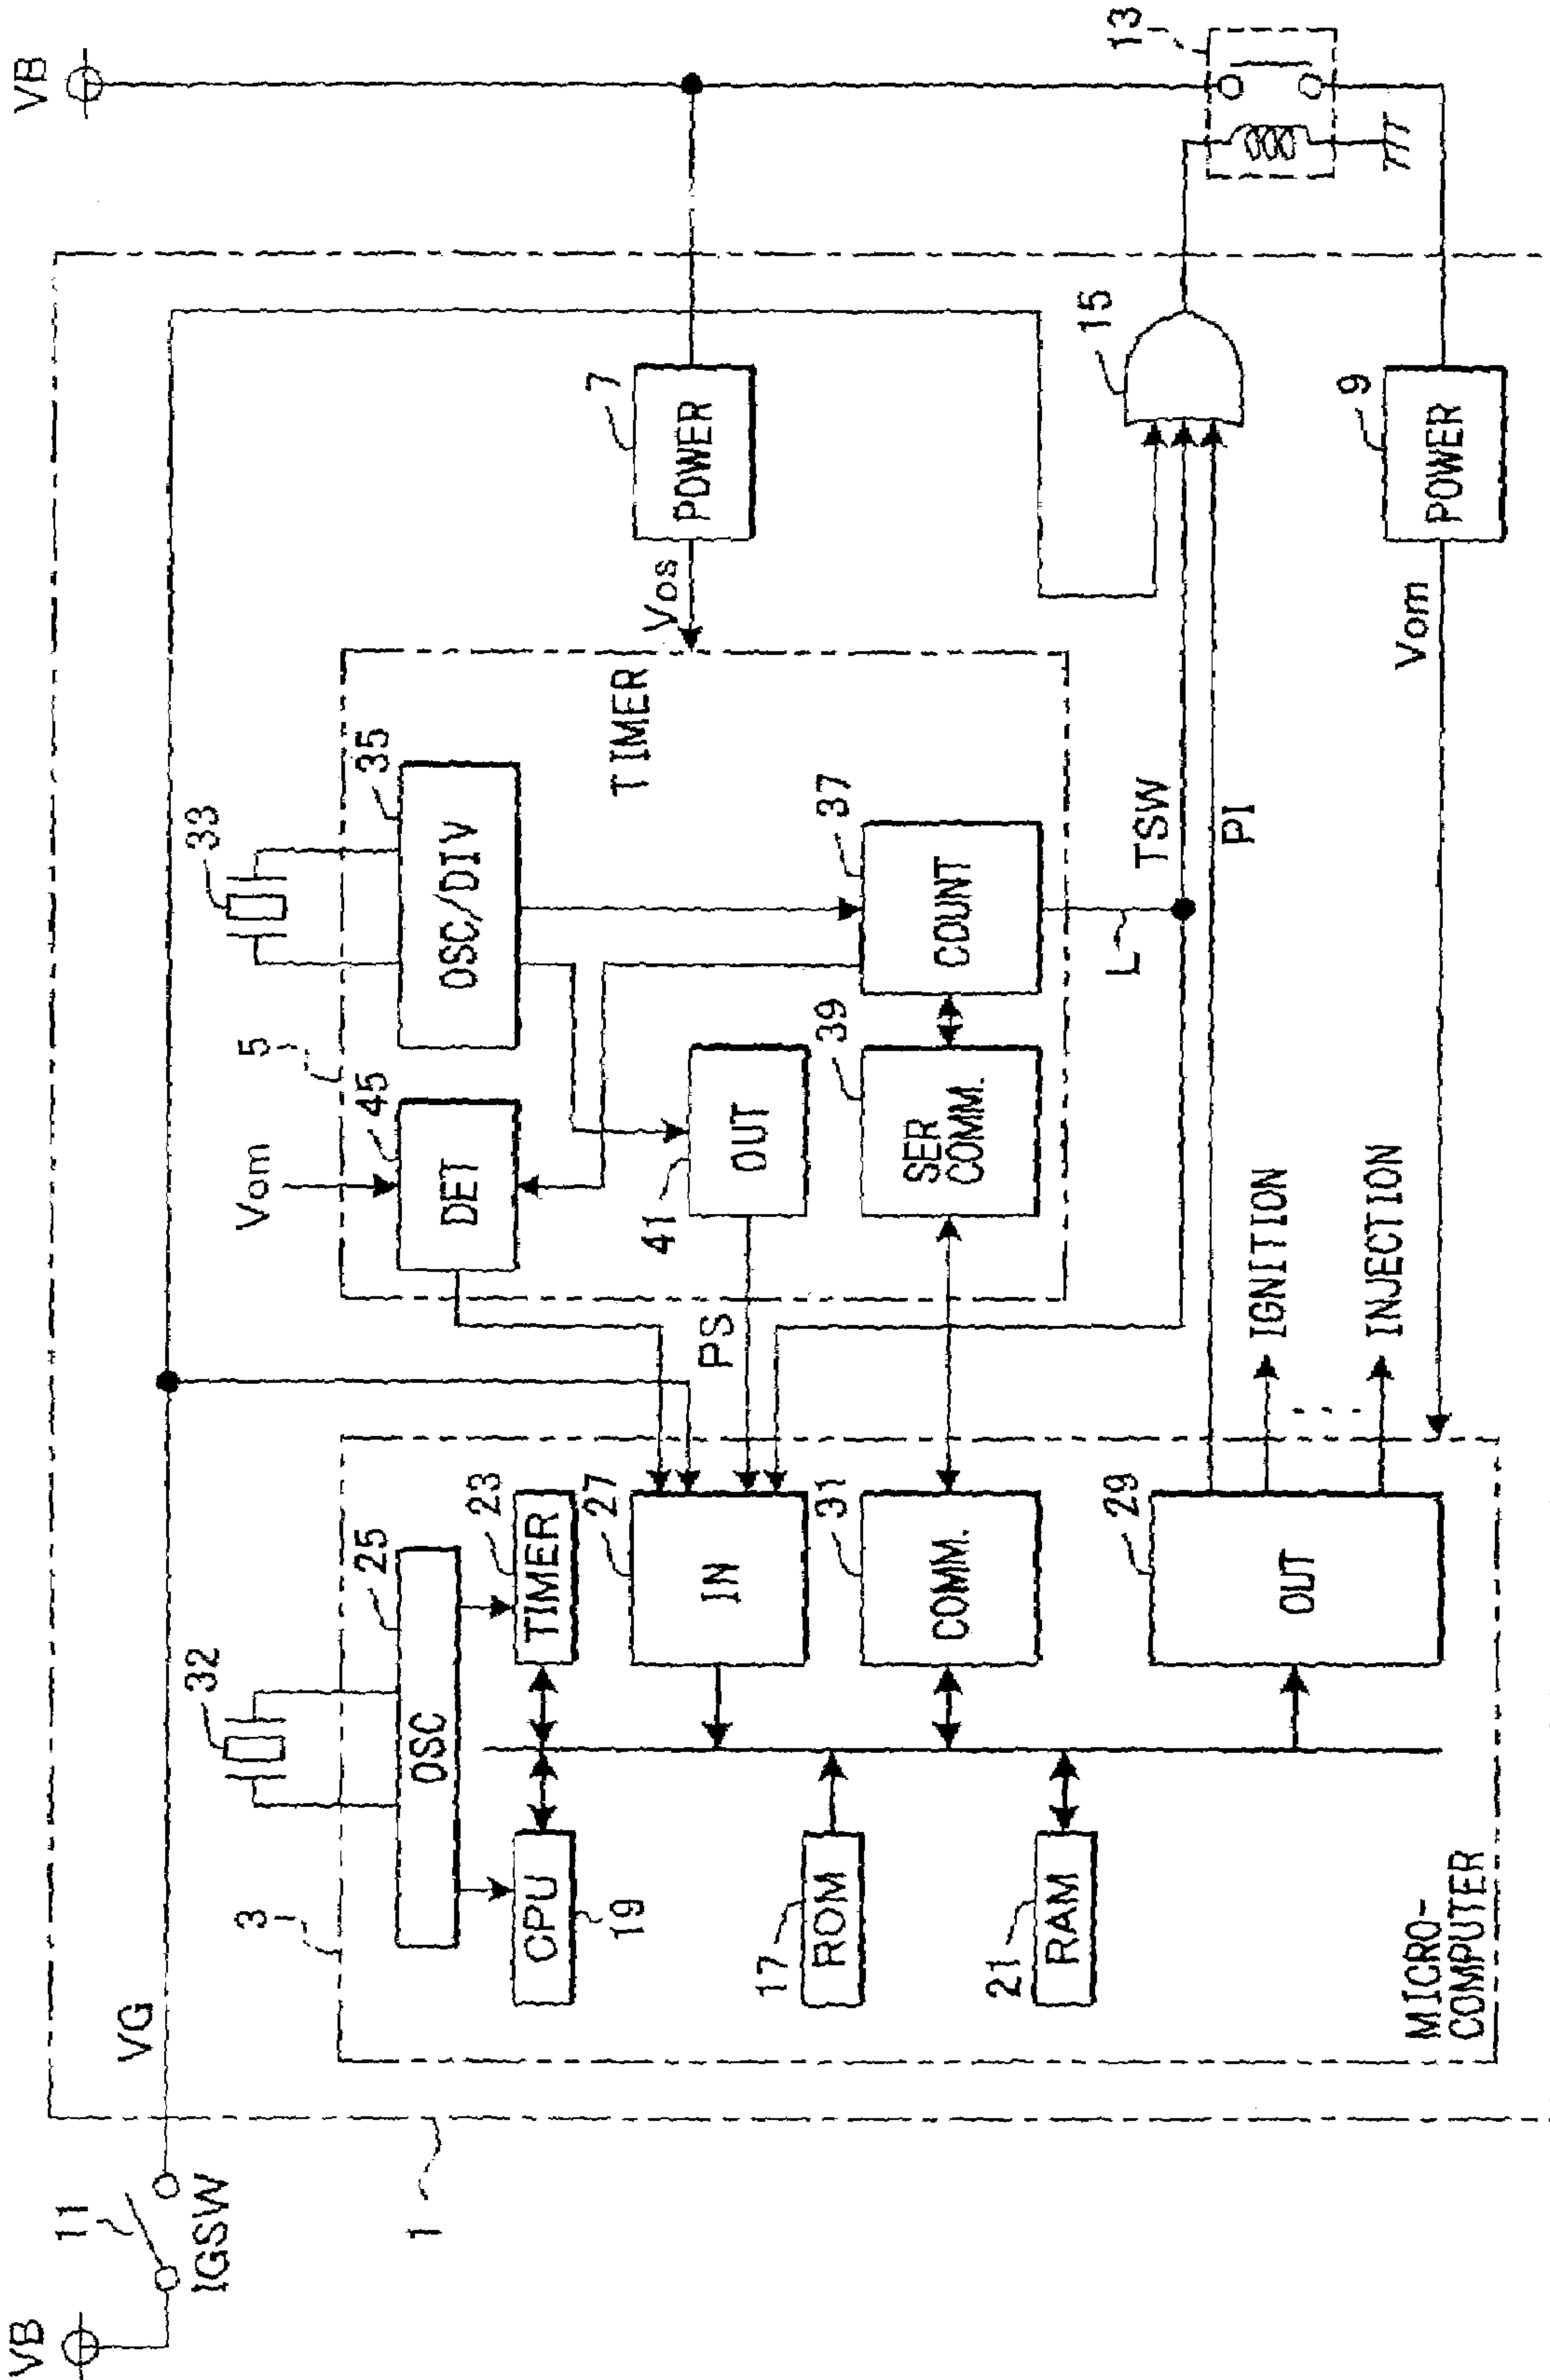 VB
11
IGSW
VG
1
3
32
25
OSC
CPU
19
23
TIMER
17
ROM
21
RAM
27
IN
31
COMM.
29
OUT
MICRO-
COMPUTER
IGNITION
INJECTION
5
33
35
OSC/DIV
Vom
45
DET
41
OUT
PS
39
SER
COMM.
37
COUNT
TIMER
L
TSW
PI
Vos
7
POWER
15
Vom
9
POWER
VB
13